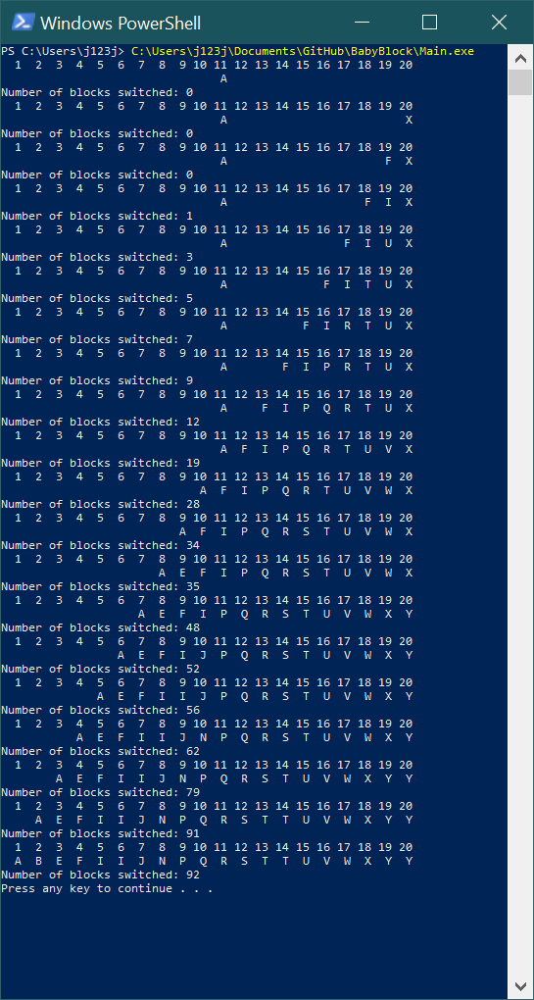 Windows PowerShell
PS C:\Users\j123j> C:\Users\j123j\Documents\GitHub\BabyBlock\Main.exe
1 2 3 4 5 6 7 8 9 10 11 12 13 14 15 16 17 18 19 20
A
Number of blocks switched: 0
1 2 3 4 5 6 7 8 9 10 11 12 13 14 15 16 17 18 19 20
A X
Number of blocks switched: 0
1 2 3 4 5 6 7 8 9 10 11 12 13 14 15 16 17 18 19 20
A F X
Number of blocks switched: 0
1 2 3 4 5 6 7 8 9 10 11 12 13 14 15 16 17 18 19 20
A F I X
Number of blocks switched: 1
1 2 3 4 5 6 7 8 9 10 11 12 13 14 15 16 17 18 19 20
A F I U X
Number of blocks switched: 3
1 2 3 4 5 6 7 8 9 10 11 12 13 14 15 16 17 18 19 20
A F I T U X
Number of blocks switched: 5
1 2 3 4 5 6 7 8 9 10 11 12 13 14 15 16 17 18 19 20
A F I R T U X
Number of blocks switched: 7
1 2 3 4 5 6 7 8 9 10 11 12 13 14 15 16 17 18 19 20
A F I P R T U X
Number of blocks switched: 9
1 2 3 4 5 6 7 8 9 10 11 12 13 14 15 16 17 18 19 20
A F I P Q R T U X
Number of blocks switched: 12
1 2 3 4 5 6 7 8 9 10 11 12 13 14 15 16 17 18 19 20
A F I P Q R T U V X
Number of blocks switched: 19
1 2 3 4 5 6 7 8 9 10 11 12 13 14 15 16 17 18 19 20
A F I P Q R T U V W X
Number of blocks switched: 28
1 2 3 4 5 6 7 8 9 10 11 12 13 14 15 16 17 18 19 20
A F I P Q R S T U V W X
Number of blocks switched: 34
1 2 3 4 5 6 7 8 9 10 11 12 13 14 15 16 17 18 19 20
A E F I P Q R S T U V W X
Number of blocks switched: 35
1 2 3 4 5 6 7 8 9 10 11 12 13 14 15 16 17 18 19 20
A E F I P Q R S T U V W X Y
Number of blocks switched: 48
1 2 3 4 5 6 7 8 9 10 11 12 13 14 15 16 17 18 19 20
A E F I J P Q R S T U V W X Y
Number of blocks switched: 52
1 2 3 4 5 6 7 8 9 10 11 12 13 14 15 16 17 18 19 20
A E F I I J P Q R S T U V W X Y
Number of blocks switched: 56
1 2 3 4 5 6 7 8 9 10 11 12 13 14 15 16 17 18 19 20
A E F I I J N P Q R S T U V W X Y
Number of blocks switched: 62
1 2 3 4 5 6 7 8 9 10 11 12 13 14 15 16 17 18 19 20
A E F I I J N P Q R S T U V W X Y Y
Number of blocks switched: 79
1 2 3 4 5 6 7 8 9 10 11 12 13 14 15 16 17 18 19 20
A E F I I J N P Q R S T T U V W X Y Y
Number of blocks switched: 91
1 2 3 4 5 6 7 8 9 10 11 12 13 14 15 16 17 18 19 20
A B E F I I J N P Q R S T T U V W X Y Y
Number of blocks switched: 92
Press any key to continue . . .